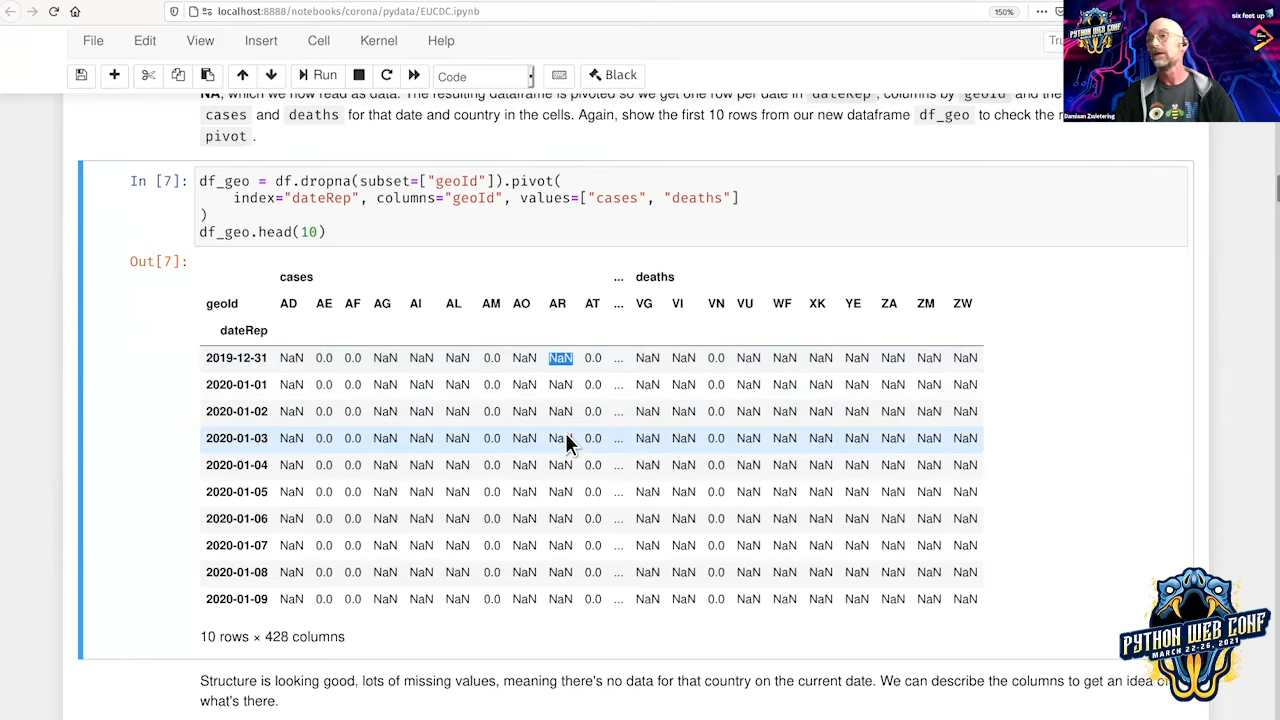 localhost:8888/notebooks/corona/pydata/EUCDC.ipynb
150%
six feet up
File Edit View Insert Cell Kernel Help
Run Code Black
PYTHON WEB CONF
Damiaan Zwietering
NA, which we now read as data. The resulting dataframe is pivoted so we get one row per date in dateRep, columns by geoId and the
cases and deaths for that date and country in the cells. Again, show the first 10 rows from our new dataframe df_geo to check the
pivot.
In [7]: df_geo = df.dropna(subset=["geoId"]).pivot(
index="dateRep", columns="geoId", values=["cases", "deaths"]
)
df_geo.head(10)
Out[7]:
cases ... deaths
geoId AD AE AF AG AI AL AM AO AR AT ... VG VI VN VU WF XK YE ZA ZM ZW
dateRep
2019-12-31 NaN 0.0 0.0 NaN NaN NaN 0.0 NaN NaN 0.0 ... NaN NaN 0.0 NaN NaN NaN NaN NaN NaN NaN
2020-01-01 NaN 0.0 0.0 NaN NaN NaN 0.0 NaN NaN 0.0 ... NaN NaN 0.0 NaN NaN NaN NaN NaN NaN NaN
2020-01-02 NaN 0.0 0.0 NaN NaN NaN 0.0 NaN NaN 0.0 ... NaN NaN 0.0 NaN NaN NaN NaN NaN NaN NaN
2020-01-03 NaN 0.0 0.0 NaN NaN NaN 0.0 NaN NaN 0.0 ... NaN NaN 0.0 NaN NaN NaN NaN NaN NaN NaN
2020-01-04 NaN 0.0 0.0 NaN NaN NaN 0.0 NaN NaN 0.0 ... NaN NaN 0.0 NaN NaN NaN NaN NaN NaN NaN
2020-01-05 NaN 0.0 0.0 NaN NaN NaN 0.0 NaN NaN 0.0 ... NaN NaN 0.0 NaN NaN NaN NaN NaN NaN NaN
2020-01-06 NaN 0.0 0.0 NaN NaN NaN 0.0 NaN NaN 0.0 ... NaN NaN 0.0 NaN NaN NaN NaN NaN NaN NaN
2020-01-07 NaN 0.0 0.0 NaN NaN NaN 0.0 NaN NaN 0.0 ... NaN NaN 0.0 NaN NaN NaN NaN NaN NaN NaN
2020-01-08 NaN 0.0 0.0 NaN NaN NaN 0.0 NaN NaN 0.0 ... NaN NaN 0.0 NaN NaN NaN NaN NaN NaN NaN
2020-01-09 NaN 0.0 0.0 NaN NaN NaN 0.0 NaN NaN 0.0 ... NaN NaN 0.0 NaN NaN NaN NaN NaN NaN NaN
10 rows × 428 columns
PYTHON WEB CONF
MARCH 22-26, 2021
Structure is looking good, lots of missing values, meaning there's no data for that country on the current date. We can describe the columns to get an idea
what's there.